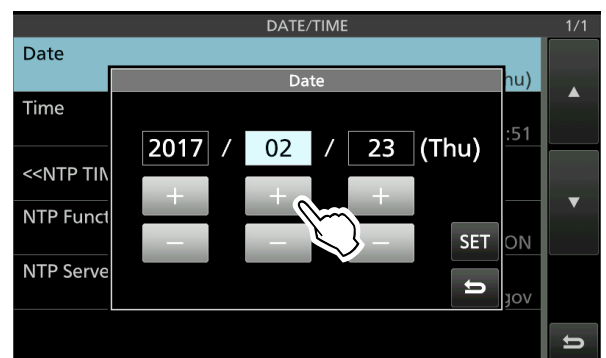 DATE/TIME 1/1
Date
Date
hu)
Time
:51
2017 / 02 / 23 (Thu)
<<NTP TIM
+ + +
NTP Funct
ON
- - -
SET
NTP Serve
gov